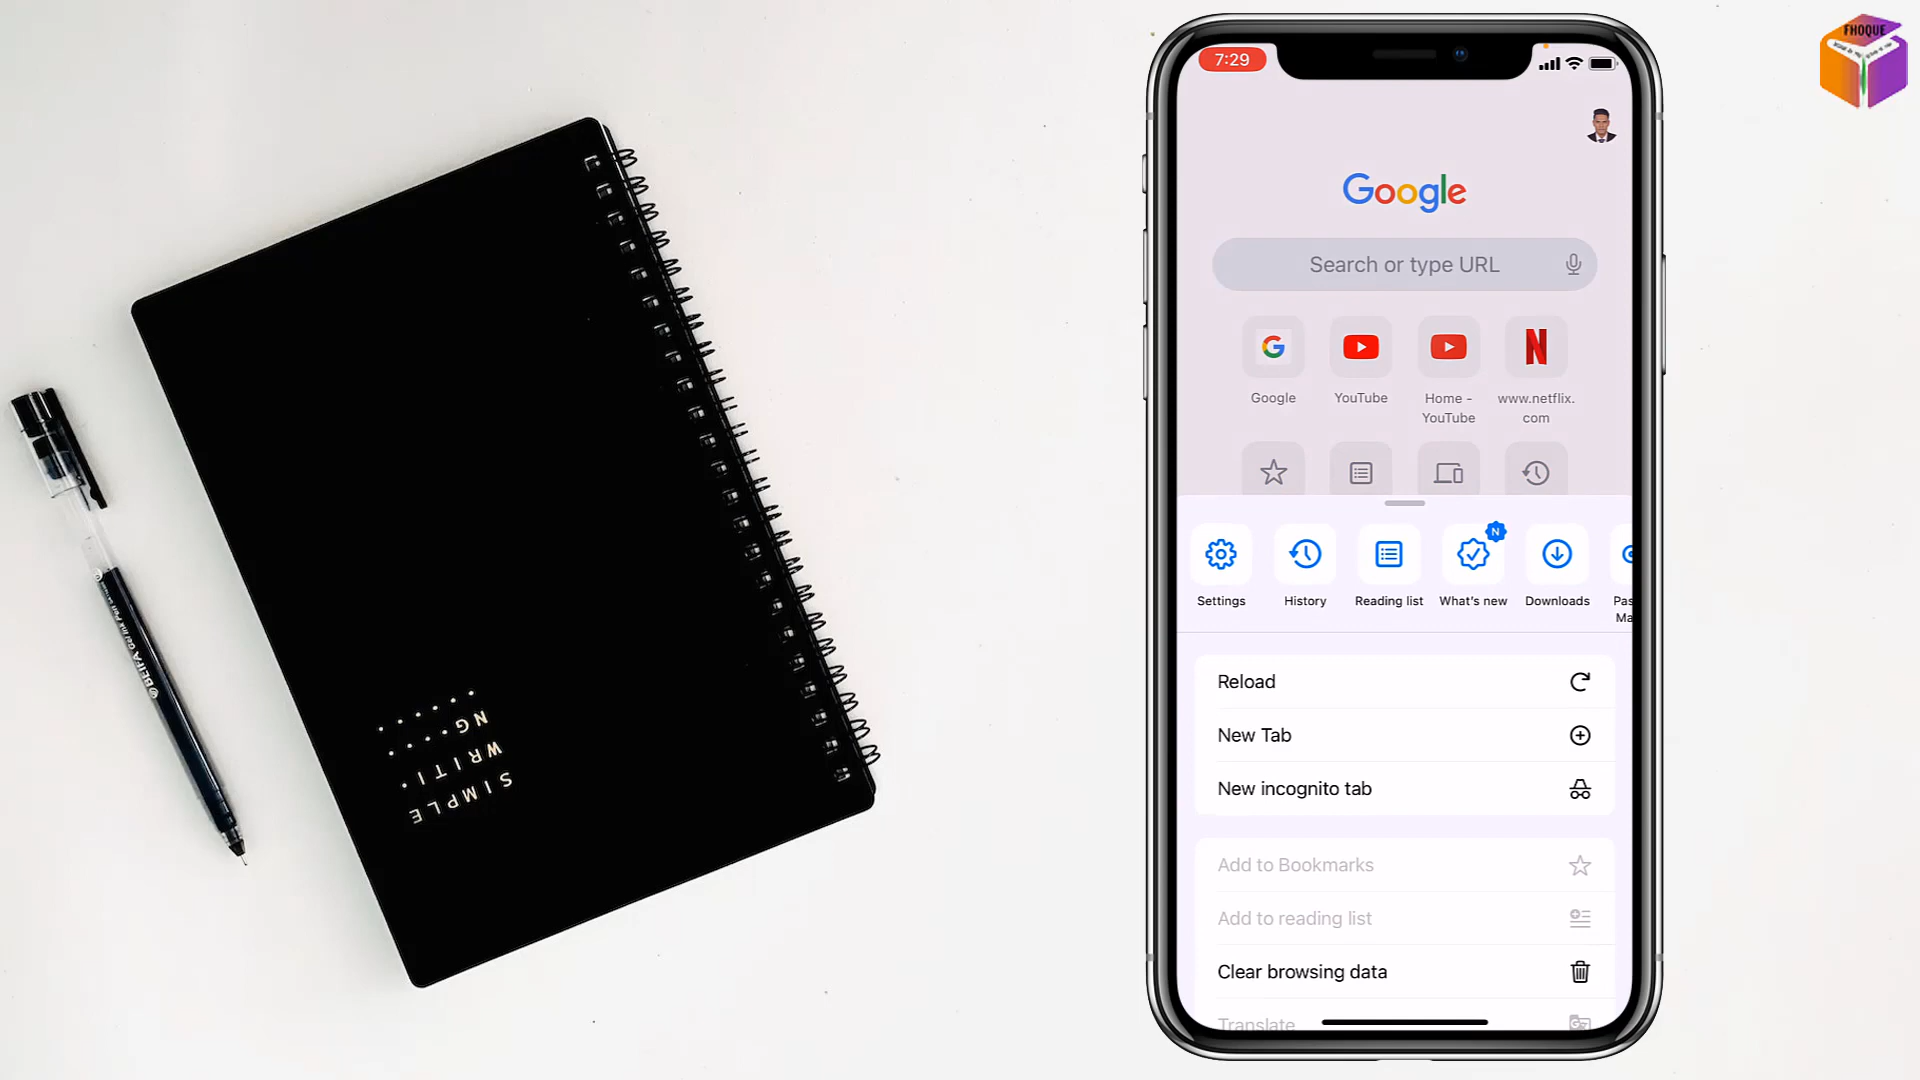 FHOQUE
7:29
Google
Search or type URL
Google
YouTube
Home -
YouTube
www.netflix.
com
N
Settings
History
Reading list
What's new
Downloads
Pas
Ma
Reload
New Tab
New incognito tab
Add to Bookmarks
Add to reading list
Clear browsing data
Translate
SIMPLE
WRITI
NG